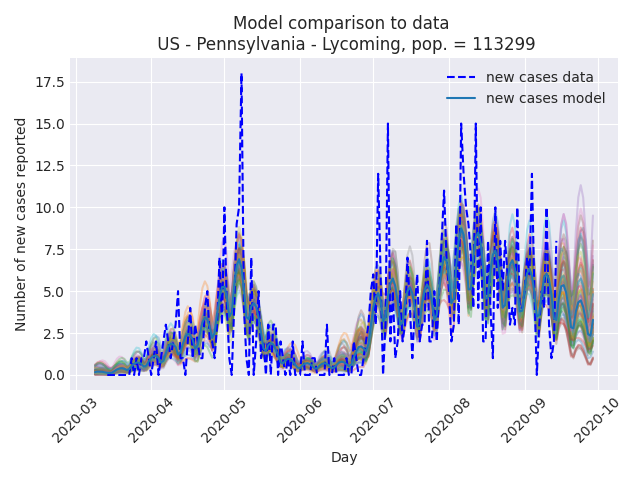 Model comparison to data
US - Pennsylvania - Lycoming, pop. = 113299
new cases data
new cases model
Number of new cases reported
17.5
15.0
12.5
10.0
7.5
5.0
2.5
0.0
2020-03
2020-04
2020-05
2020-06
2020-07
2020-08
2020-09
2020-10
Day